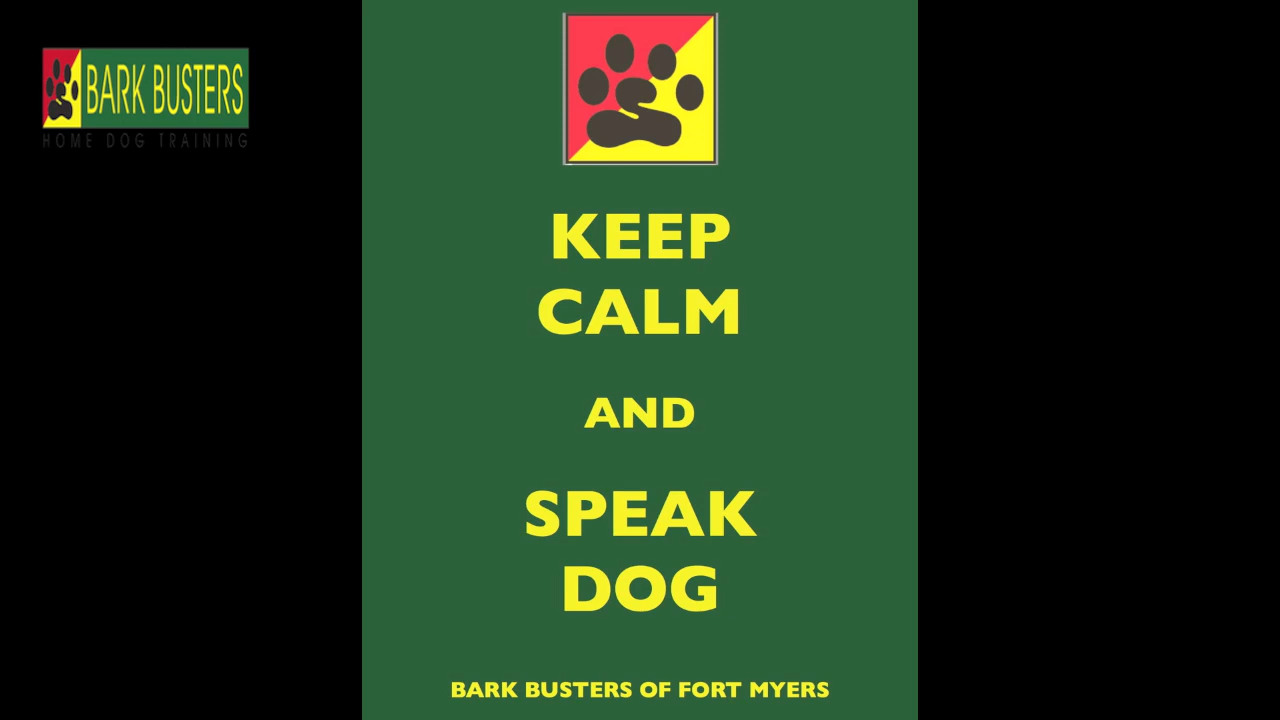 BARK BUSTERS
HOME DOG TRAINING
KEEP
CALM
AND
SPEAK
DOG
BARK BUSTERS OF FORT MYERS